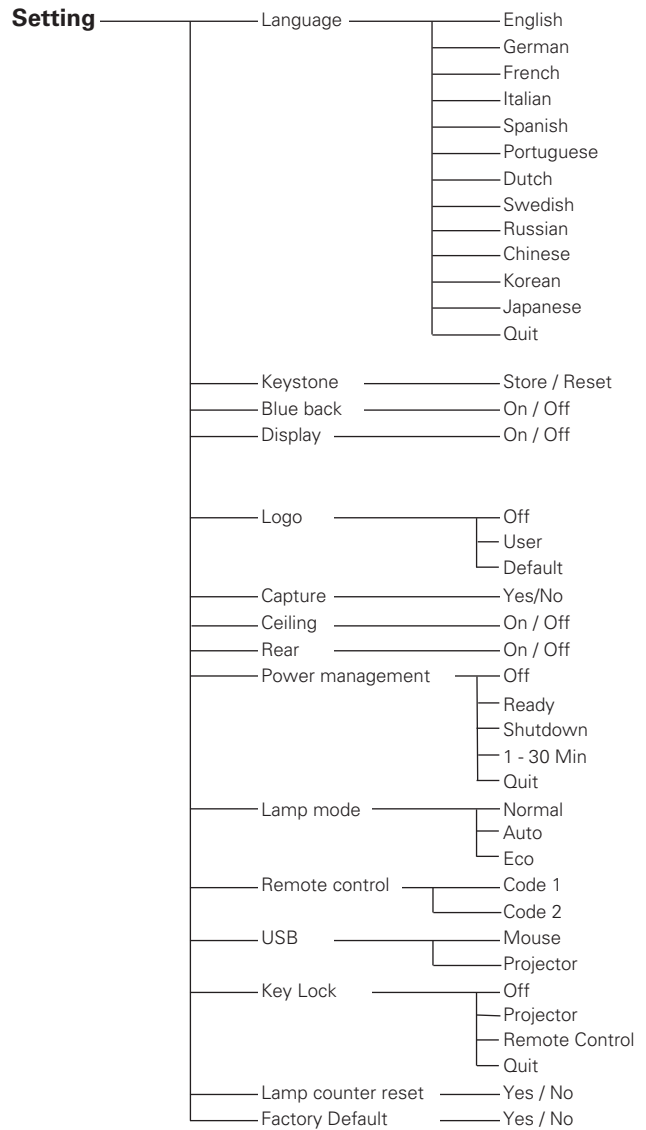 Setting Language English
German
French
Italian
Spanish
Portuguese
Dutch
Swedish
Russian
Chinese
Korean
Japanese
Quit
Keystone Store / Reset
Blue back On / Off
Display On / Off
Logo Off
User
Default
Capture Yes/No
Ceiling On / Off
Rear On / Off
Power management Off
Ready
Shutdown
1 - 30 Min
Quit
Lamp mode Normal
Auto
Eco
Remote control Code 1
Code 2
USB Mouse
Projector
Key Lock Off
Projector
Remote Control
Quit
Lamp counter reset Yes / No
Factory Default Yes / No